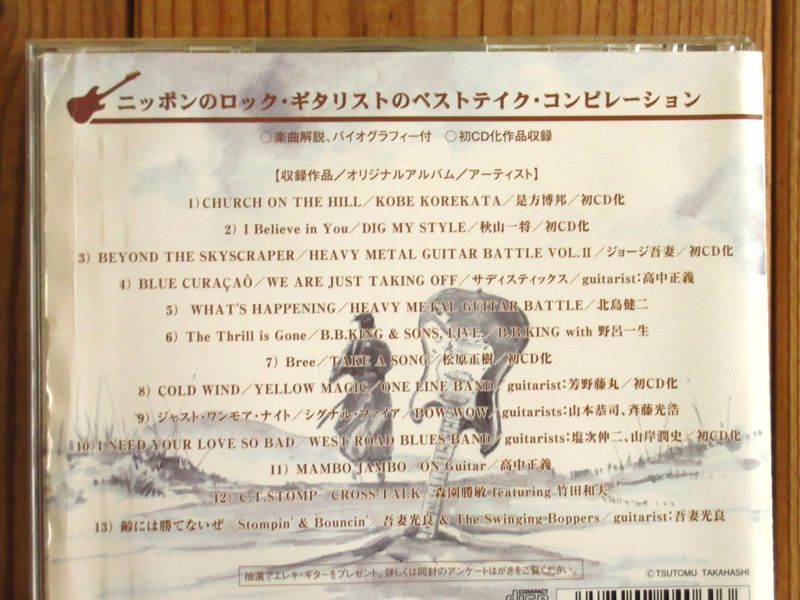 ニッポンのロック・ギタリストのベストテイク・コンピレーション
○楽曲解説、バイオグラフィー付 ○初CD化作品収録
【収録作品／オリジナルアルバム／アーティスト】
1）CHURCH ON THE HILL／KOBE KOREKATA／是方博邦／初CD化
2）I Believe in You／DIG MY STYLE／秋山一将／初CD化
3）BEYOND THE SKYSCRAPER／HEAVY METAL GUITAR BATTLE VOL.II／ジョージ吾妻／初CD化
4）BLUE CURAÇAÒ／WE ARE JUST TAKING OFF／サディスティックス／guitarist：高中正義
5）WHAT'S HAPPENING／HEAVY METAL GUITAR BATTLE／北島健二
6）The Thrill is Gone／B.B.KING & SONS, LIVE.／B.B.KING with 野呂一生
7）Bree／TAKE A SONG／松原正樹／初CD化
8）COLD WIND／YELLOW MAGIC／ONE LINE BAND／guitarist：芳野藤丸／初CD化
9）ジャスト・ワンモア・ナイト／シグナル・ファイア／BOW WOW／guitarists：山本恭司、斉藤光浩
10）I NEED YOUR LOVE SO BAD／WEST ROAD BLUES BAND／guitarists：塩次伸二、山岸潤史／初CD化
11）MAMBO JAMBO／ON Guitar／高中正義
12）C.T.STOMP／CROSS TALK／森園勝敏 featuring 竹田和夫
13）齢には勝てないぜ／Stompin' & Bouncin'／吾妻光良 & The Swinging Boppers／guitarist：吾妻光良
抽選でエレキ・ギターをプレゼント。詳しくは同封のアンケートはがきをご覧ください。
©TSUTOMU TAKAHASHI
COMPACT